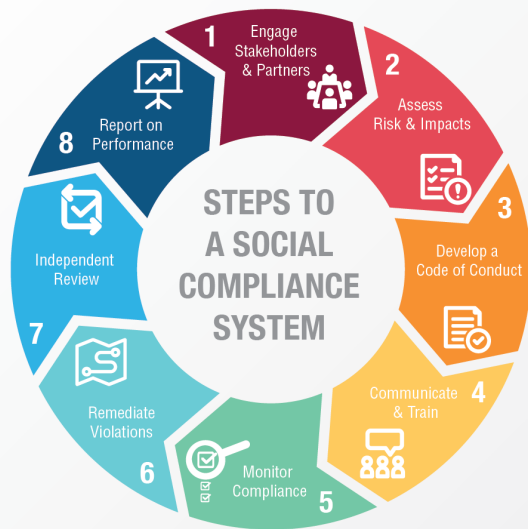 STEPS TO
A SOCIAL
COMPLIANCE
SYSTEM
1
Engage
Stakeholders
& Partners
2
Assess
Risk & Impacts
3
Develop a
Code of Conduct
4
Communicate
& Train
5
Monitor
Compliance
6
Remediate
Violations
7
Independent
Review
8
Report on
Performance